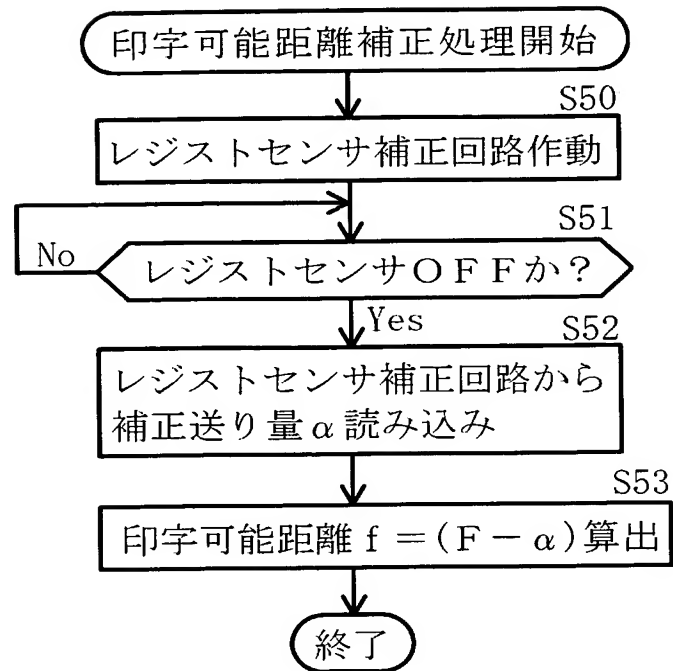 印字可能距離補正処理開始
S50
レジストセンサ補正回路作動
S51
No
レジストセンサＯＦＦか？
Yes
S52
レジストセンサ補正回路から
補正送り量α読み込み
S53
印字可能距離ｆ＝(Ｆ－α)算出
終了